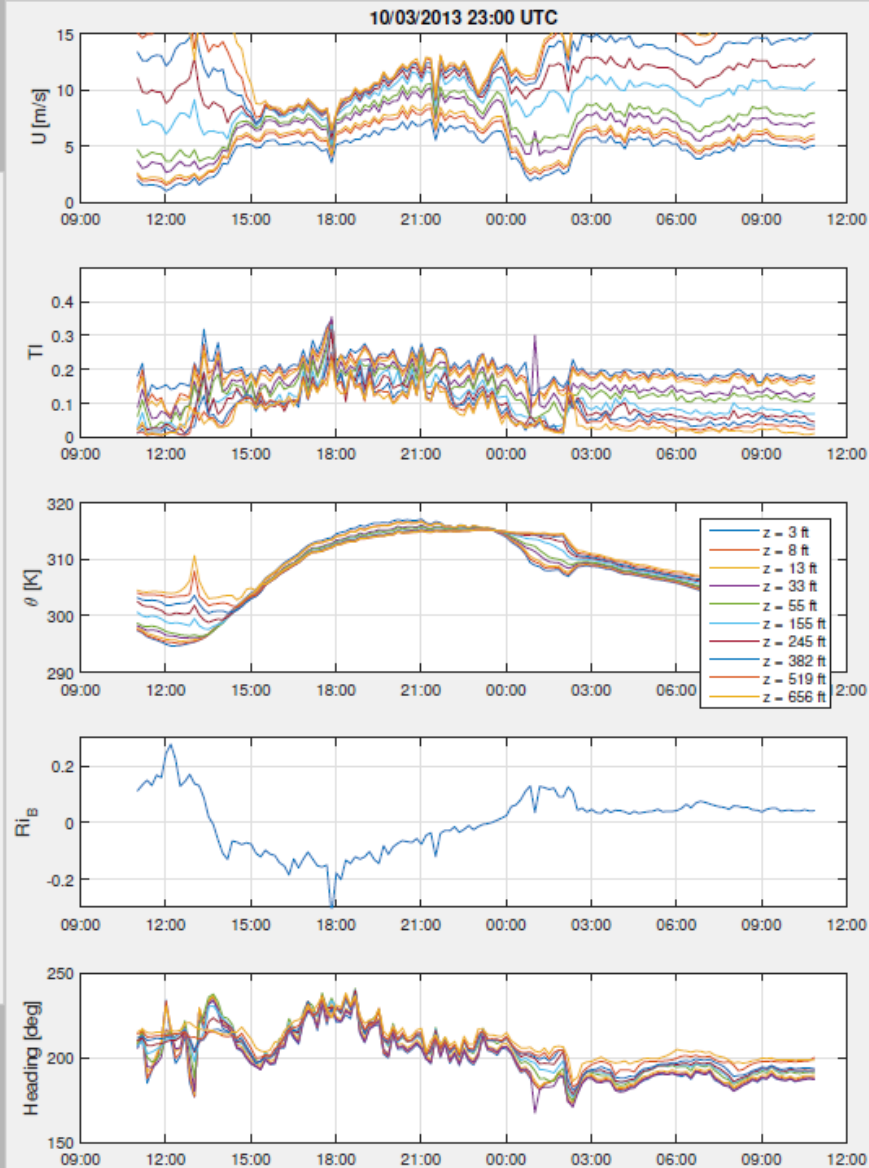 10/03/2013 23:00 UTC
U [m/s]
15
10
5
0
09:00 12:00 15:00 18:00 21:00 00:00 03:00 06:00 09:00 12:00
TI
0.4
0.3
0.2
0.1
0
09:00 12:00 15:00 18:00 21:00 00:00 03:00 06:00 09:00 12:00
θ [K]
320
310
300
290
z = 3 ft
z = 8 ft
z = 13 ft
z = 33 ft
z = 55 ft
z = 155 ft
z = 245 ft
z = 382 ft
z = 519 ft
z = 656 ft
09:00 12:00 15:00 18:00 21:00 00:00 03:00 06:00 12:00
Ri_B
0.2
0
-0.2
09:00 12:00 15:00 18:00 21:00 00:00 03:00 06:00 09:00 12:00
Heading [deg]
250
200
150
09:00 12:00 15:00 18:00 21:00 00:00 03:00 06:00 09:00 12:00